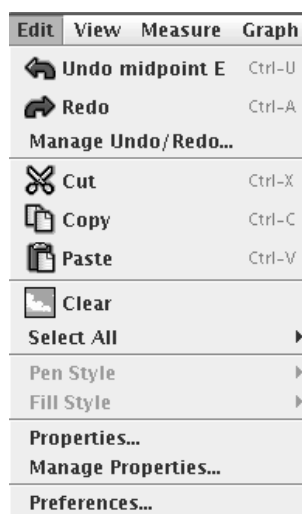 Edit View Measure Graph
Undo midpoint E Ctrl-U
Redo Ctrl-A
Manage Undo/Redo...
Cut Ctrl-X
Copy Ctrl-C
Paste Ctrl-V
Clear
Select All
Pen Style
Fill Style
Properties...
Manage Properties...
Preferences...